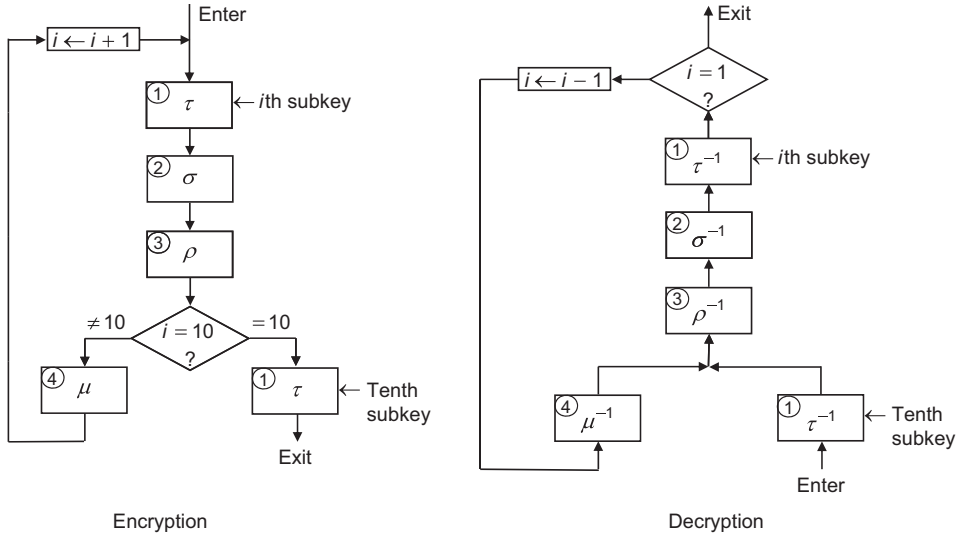 Enter
i ← i + 1
① τ
← ith subkey
② σ
③ ρ
≠ 10
i = 10
?
= 10
④ μ
① τ
← Tenth
subkey
Exit
Encryption
Exit
i = 1
?
i ← i – 1
① τ⁻¹
← ith subkey
② σ⁻¹
③ ρ⁻¹
④ μ⁻¹
① τ⁻¹
← Tenth
subkey
Enter
Decryption